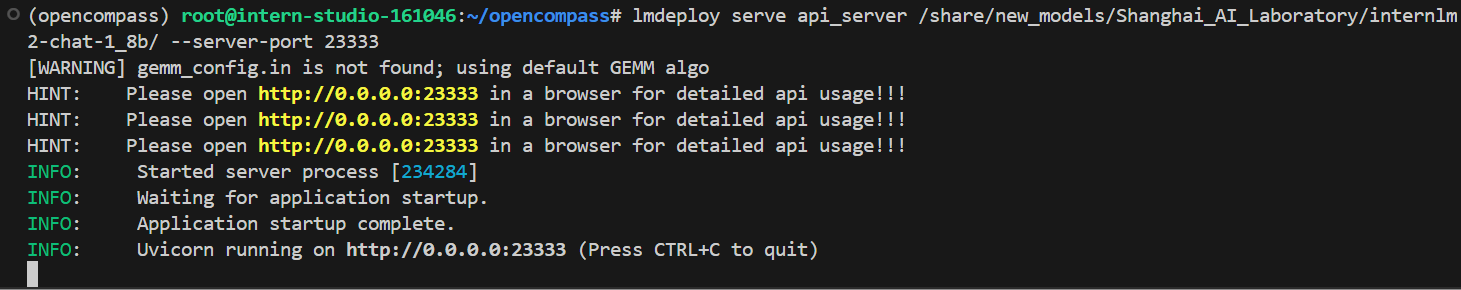 (opencompass) root@intern-studio-161046:~/opencompass# lmdeploy serve api_server /share/new_models/Shanghai_AI_Laboratory/internlm
2-chat-1_8b/ --server-port 23333
[WARNING] gemm_config.in is not found; using default GEMM algo
HINT:    Please open http://0.0.0.0:23333 in a browser for detailed api usage!!!
HINT:    Please open http://0.0.0.0:23333 in a browser for detailed api usage!!!
HINT:    Please open http://0.0.0.0:23333 in a browser for detailed api usage!!!
INFO:     Started server process [234284]
INFO:     Waiting for application startup.
INFO:     Application startup complete.
INFO:     Uvicorn running on http://0.0.0.0:23333 (Press CTRL+C to quit)